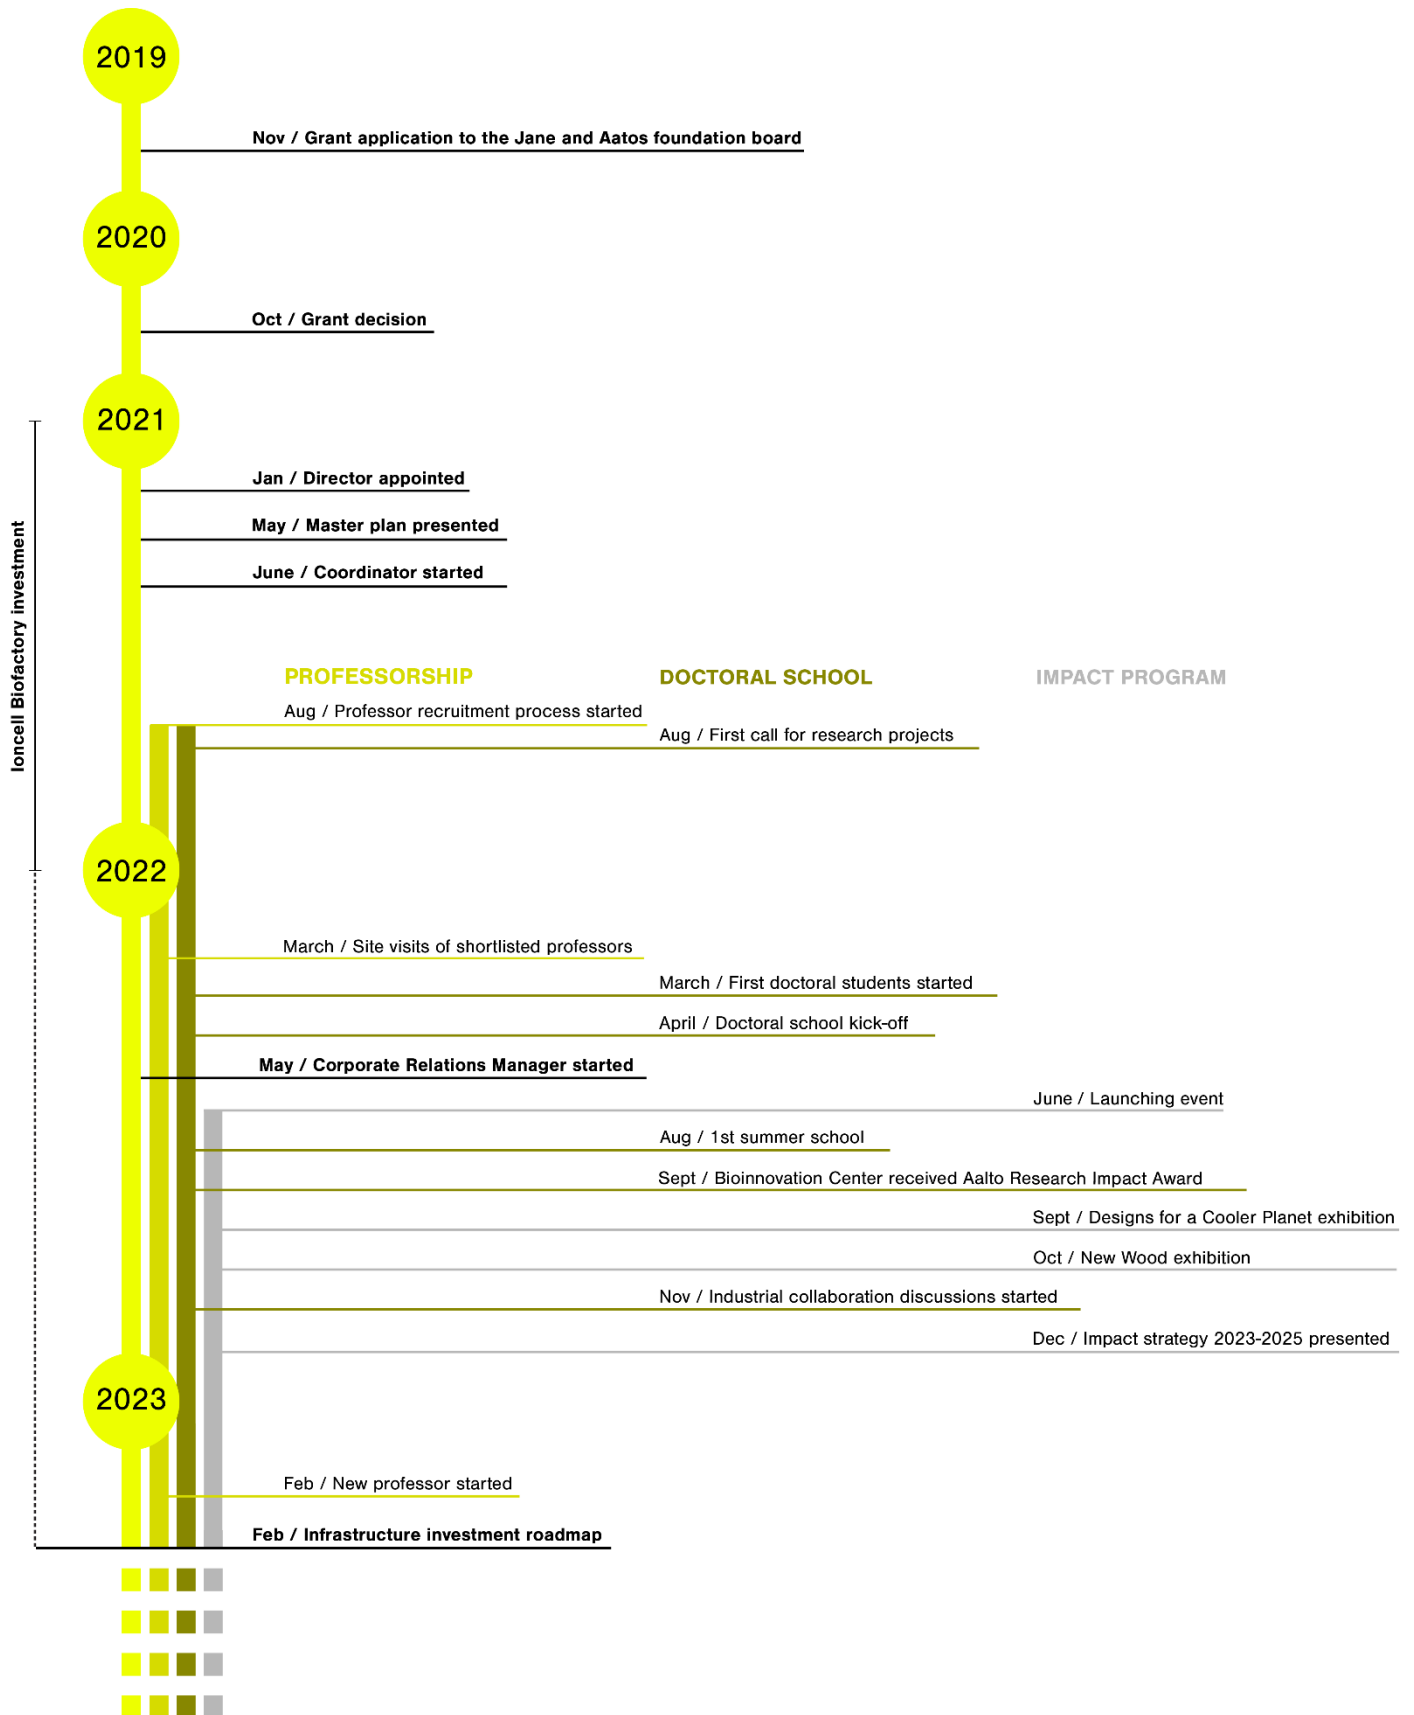 2019
Nov / Grant application to the Jane and Aatos foundation board
2020
Oct / Grant decision
2021
Jan / Director appointed
May / Master plan presented
June / Coordinator started
Ioncell Biofactory investment
PROFESSORSHIP
DOCTORAL SCHOOL
IMPACT PROGRAM
Aug / Professor recruitment process started
Aug / First call for research projects
2022
March / Site visits of shortlisted professors
March / First doctoral students started
April / Doctoral school kick-off
May / Corporate Relations Manager started
June / Launching event
Aug / 1st summer school
Sept / Bioinnovation Center received Aalto Research Impact Award
Sept / Designs for a Cooler Planet exhibition
Oct / New Wood exhibition
Nov / Industrial collaboration discussions started
Dec / Impact strategy 2023-2025 presented
2023
Feb / New professor started
Feb / Infrastructure investment roadmap